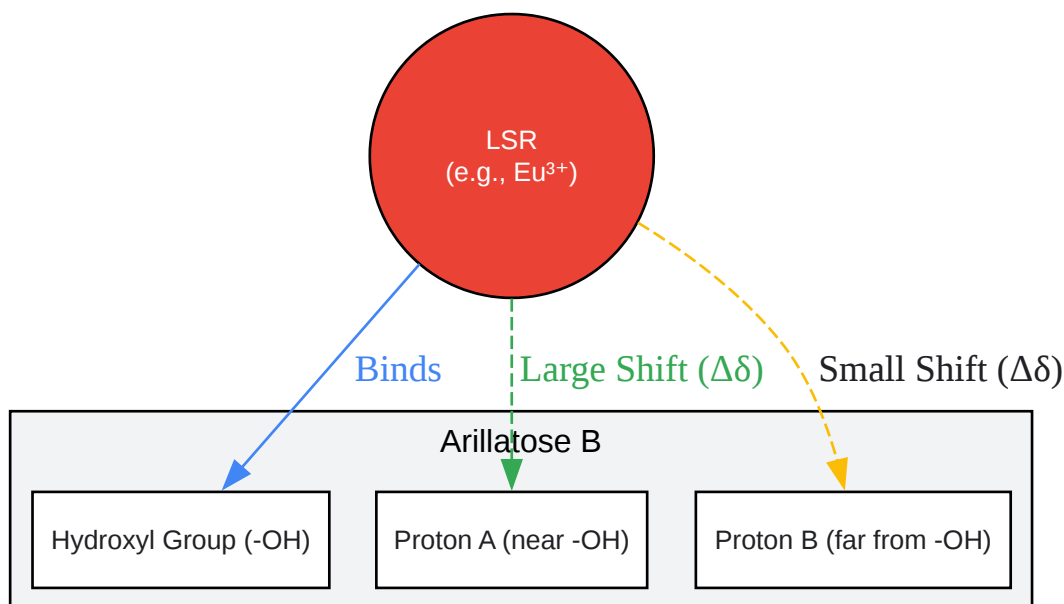 LSR
(e.g., Eu³⁺)
Binds
Large Shift (Δδ)
Small Shift (Δδ)
Arillatose B
Hydroxyl Group (-OH)
Proton A (near -OH)
Proton B (far from -OH)